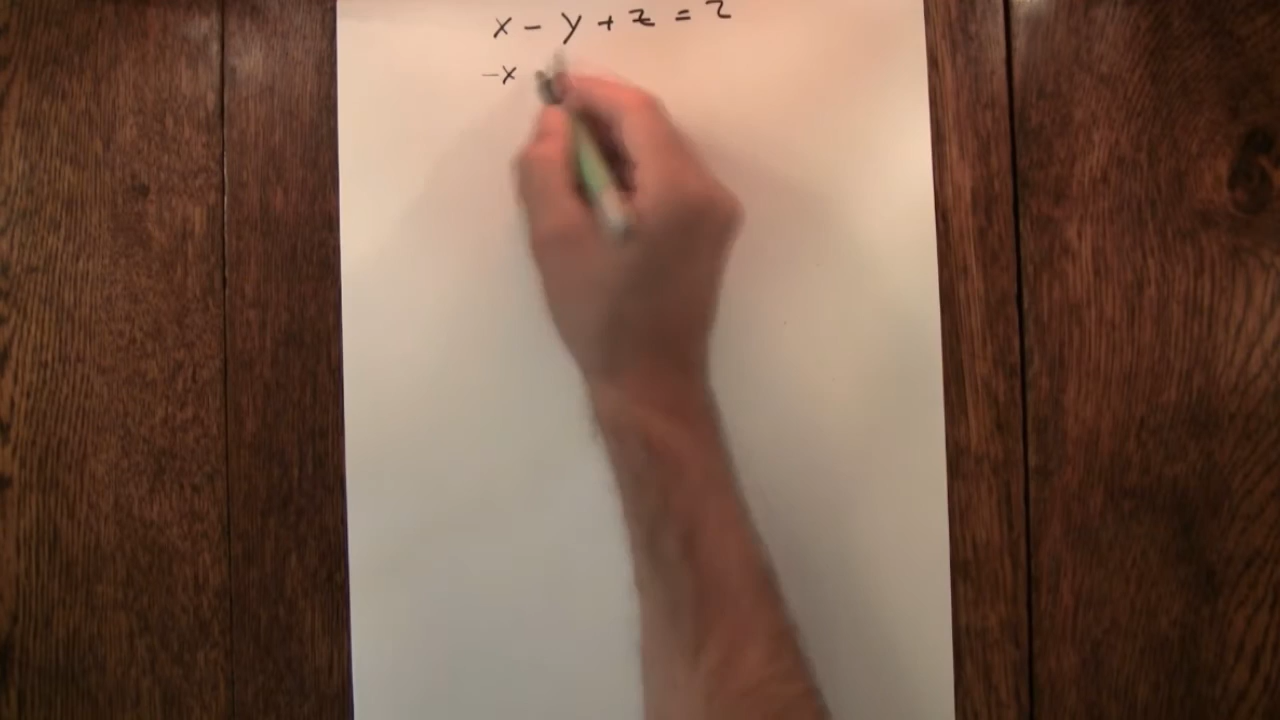 x - y + z = 2
-x